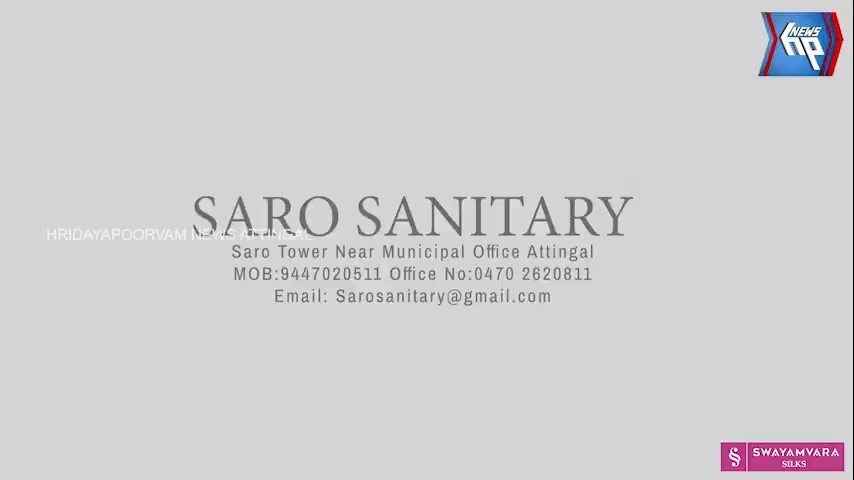 NEWS
np
SARO SANITARY
HRIDAYAPOORVAM NEWS ATTINGAL
Saro Tower Near Municipal Office Attingal
MOB:9447020511 Office No:0470 2620811
Email: Sarosanitary@gmail.com
SWAYAMVARA
SILKS